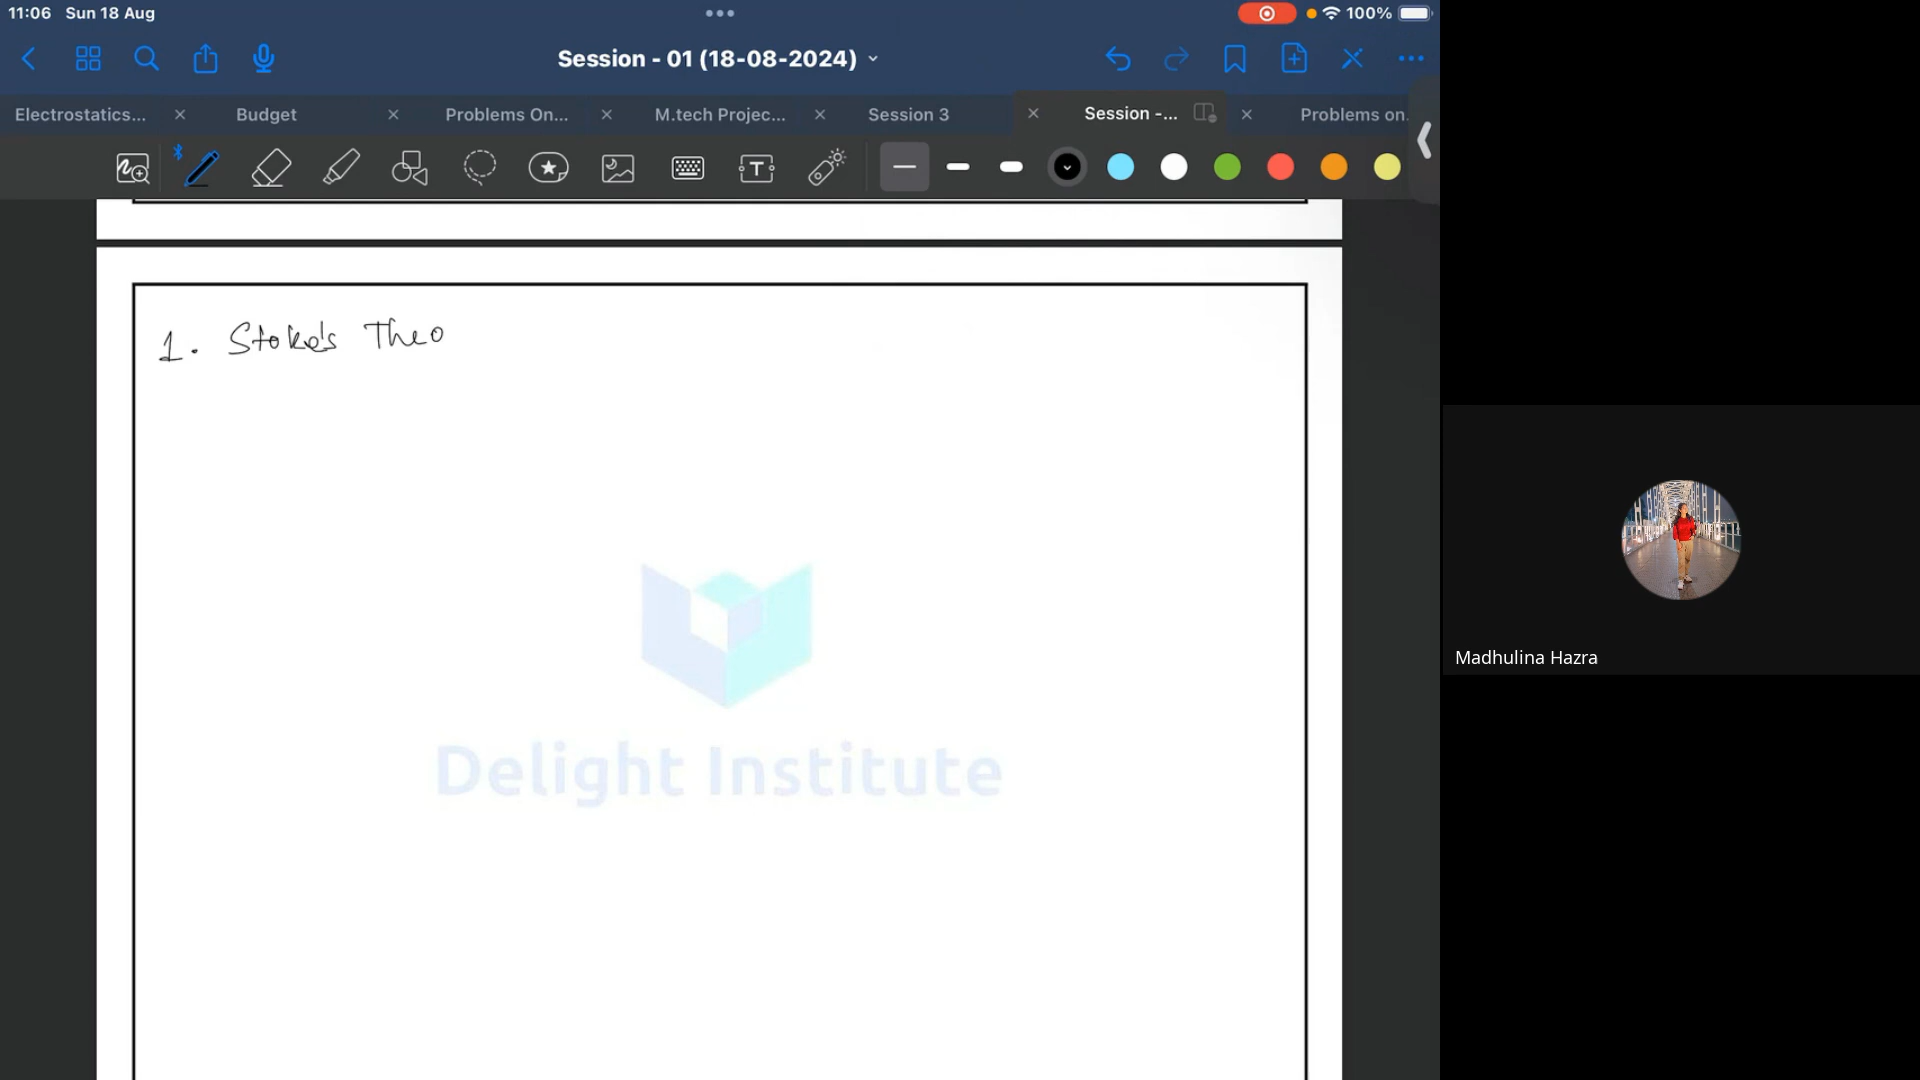 11:06 Sun 18 Aug
100%
Session - 01 (18-08-2024)
Electrostatics... Budget Problems On... M.tech Projec... Session 3 Session -... Problems on.
T
1. Stoke's Theo
Delight Institute
Madhulina Hazra